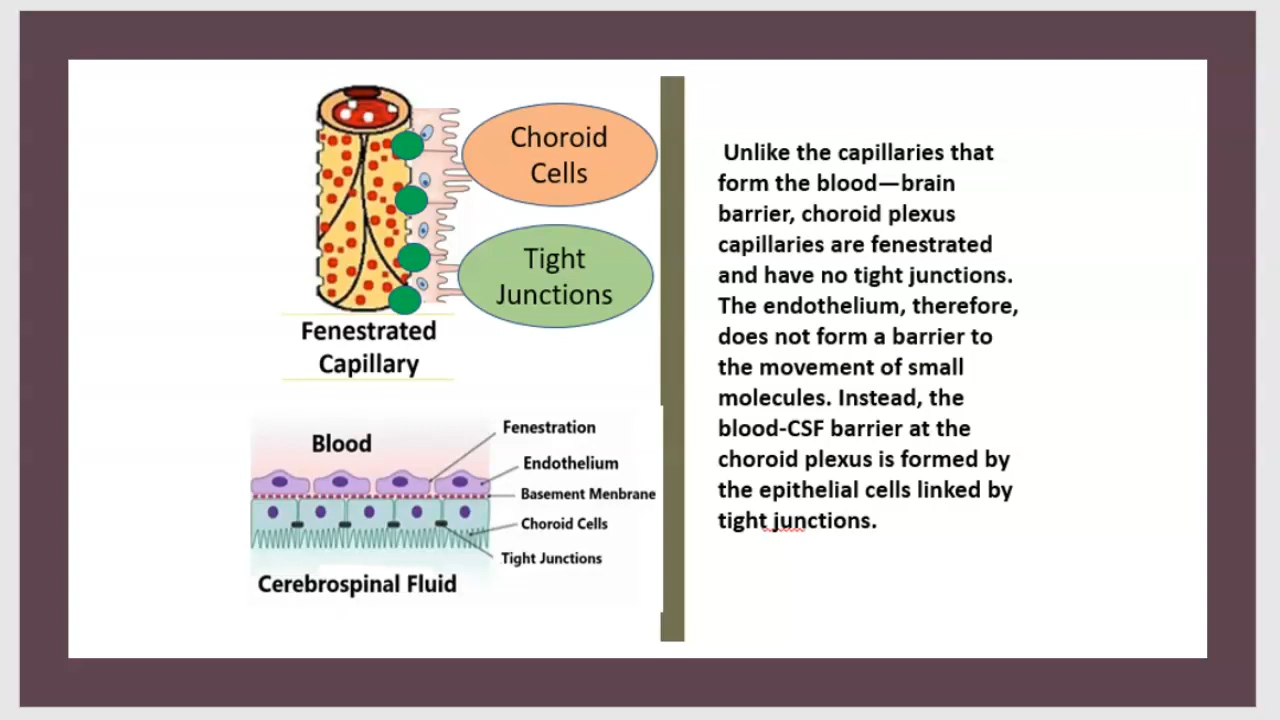 Choroid
Cells
Tight
Junctions
Fenestrated
Capillary
Blood
Fenestration
Endothelium
Basement Menbrane
Choroid Cells
Tight Junctions
Cerebrospinal Fluid
Unlike the capillaries that
form the blood—brain
barrier, choroid plexus
capillaries are fenestrated
and have no tight junctions.
The endothelium, therefore,
does not form a barrier to
the movement of small
molecules. Instead, the
blood-CSF barrier at the
choroid plexus is formed by
the epithelial cells linked by
tight junctions.